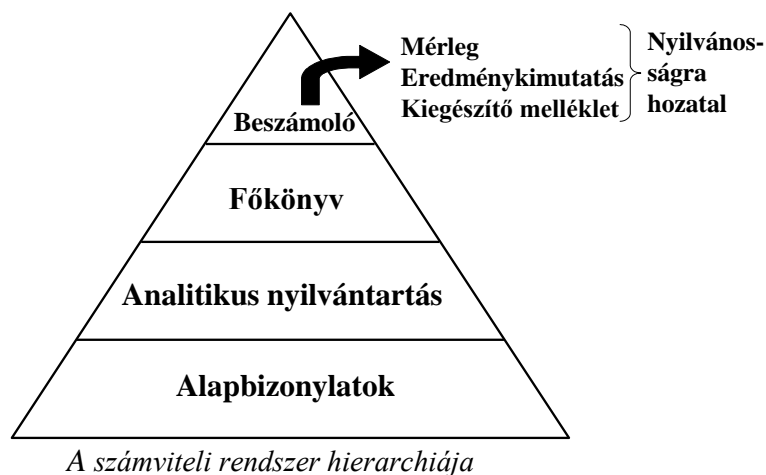 Mérleg
Eredménykimutatás
Kiegészítő melléklet
Nyilvános-
ságra
hozatal
Beszámoló
Főkönyv
Analitikus nyilvántartás
Alapbizonylatok
A számviteli rendszer hierarchiája